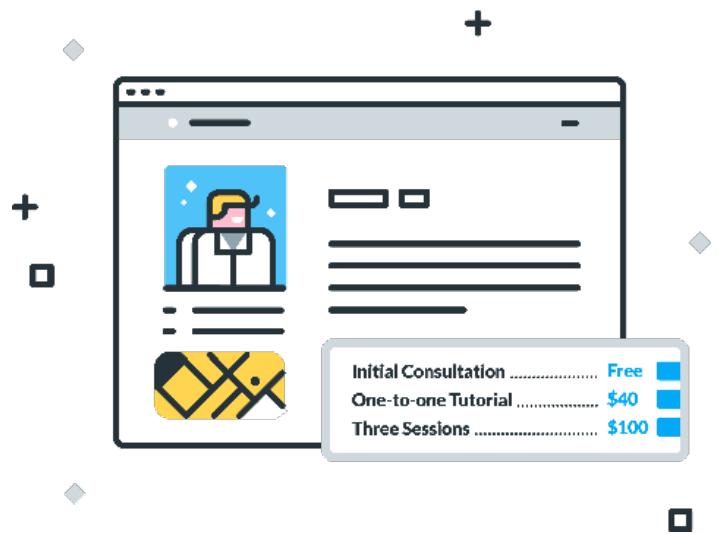 Initial Consultation ........................ Free
One-to-one Tutorial ...................... $40
Three Sessions ................................. $100